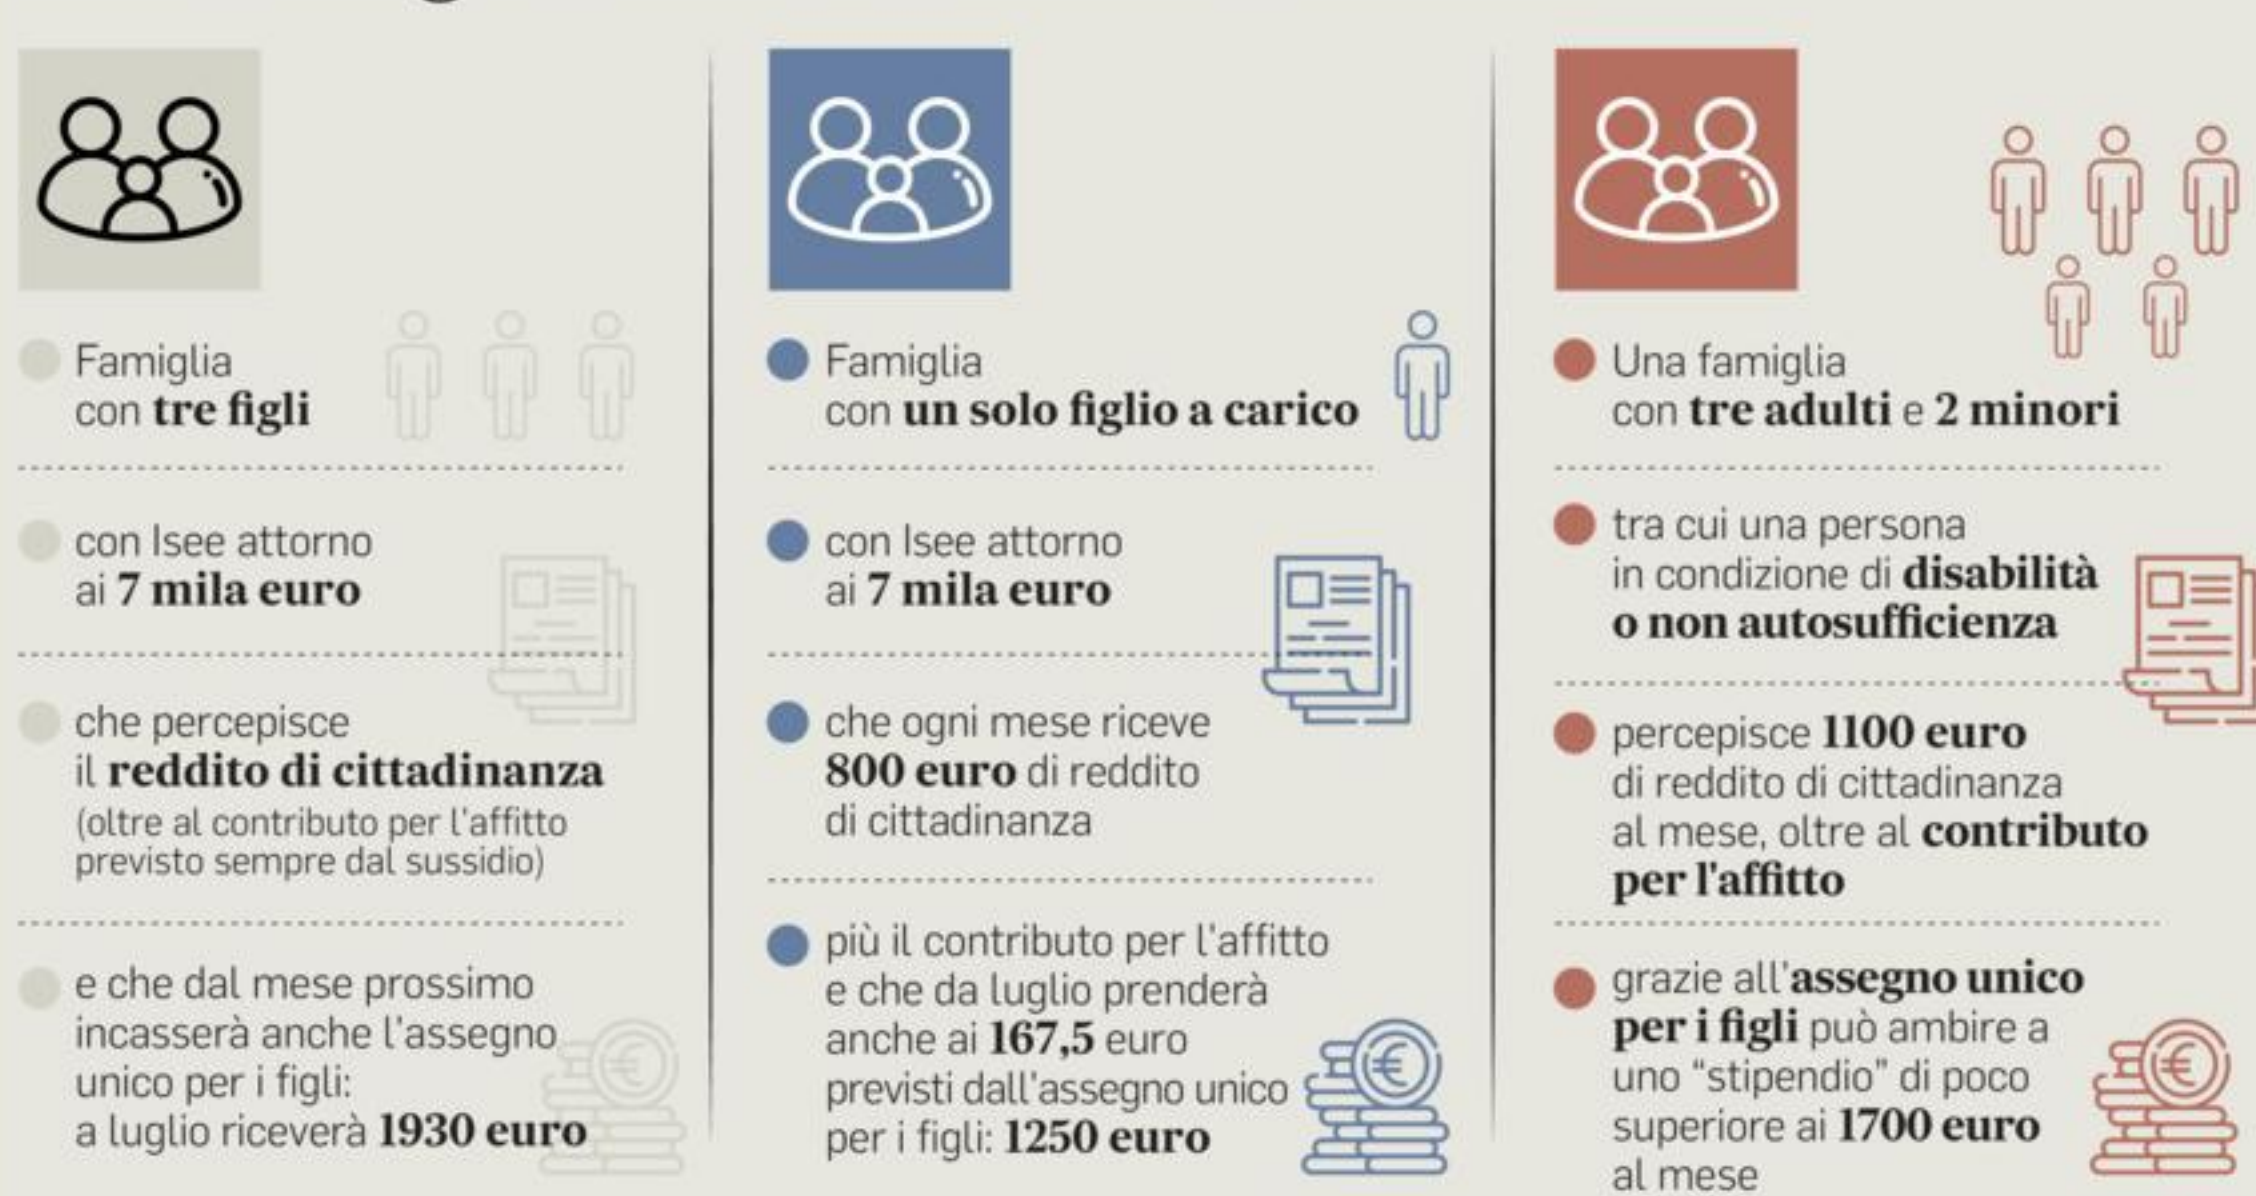 Famiglia
con tre figli
con Isee attorno
ai 7 mila euro
che percepisce
il reddito di cittadinanza
(oltre al contributo per l'affitto
previsto sempre dal sussidio)
e che dal mese prossimo
incasserà anche l'assegno
unico per i figli:
a luglio riceverà 1930 euro
Famiglia
con un solo figlio a carico
con Isee attorno
ai 7 mila euro
che ogni mese riceve
800 euro di reddito
di cittadinanza
più il contributo per l'affitto
e che da luglio prenderà
anche ai 167,5 euro
previsti dall'assegno unico
per i figli: 1250 euro
Una famiglia
con tre adulti e 2 minori
tra cui una persona
in condizione di disabilità
o non autosufficienza
percepisce 1100 euro
di reddito di cittadinanza
al mese, oltre al contributo
per l'affitto
grazie all'assegno unico
per i figli può ambire a
uno “stipendio” di poco
superiore ai 1700 euro
al mese